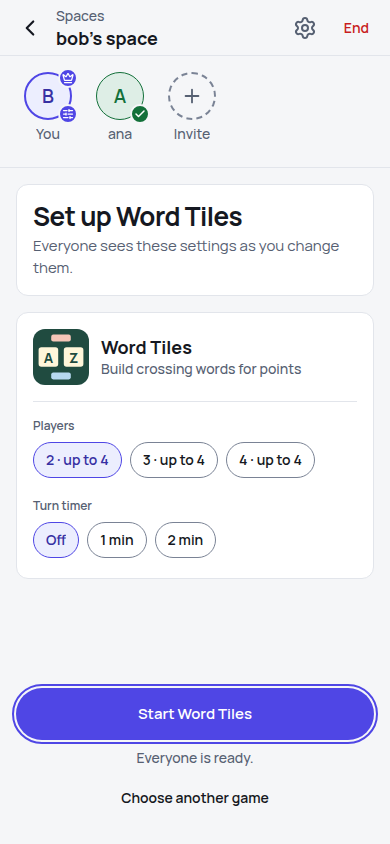 Spaces
bob's space
End
B
A
You
ana
Invite
Set up Word Tiles
Everyone sees these settings as you change
them.
A Z
Word Tiles
Build crossing words for points
Players
2 · up to 4
3 · up to 4
4 · up to 4
Turn timer
Off
1 min
2 min
Start Word Tiles
Everyone is ready.
Choose another game